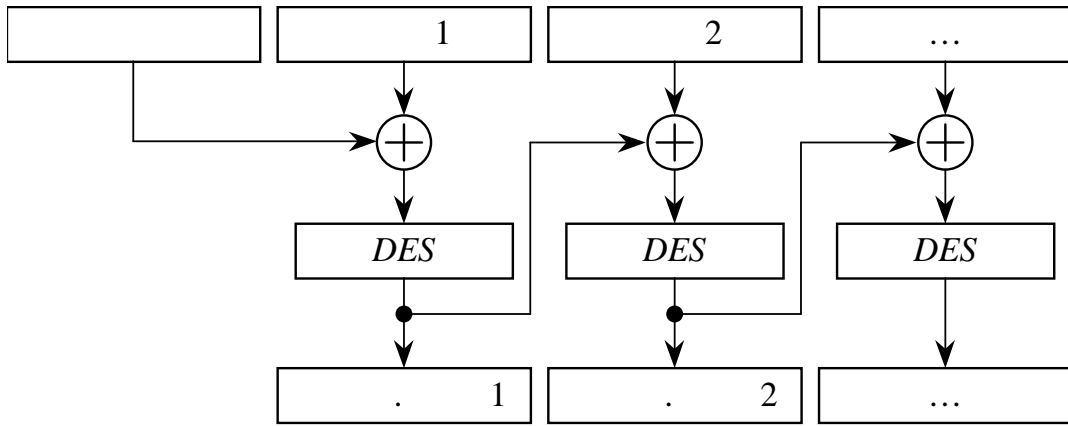 1 2 …
DES DES DES
. 1 . 2 …